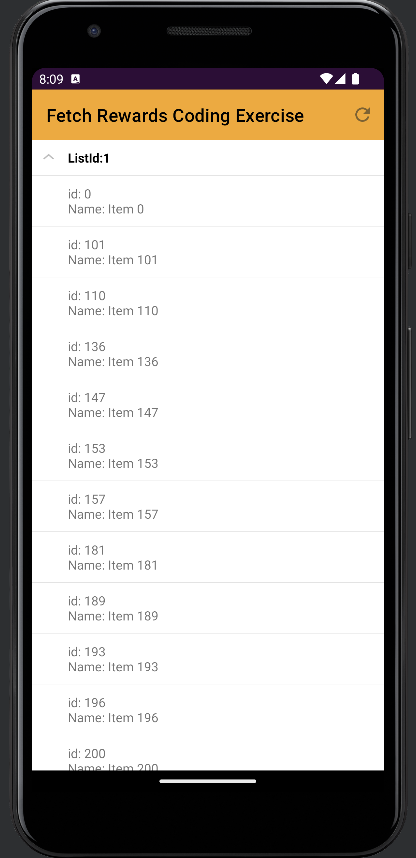 8:09
Fetch Rewards Coding Exercise
ListId:1
id: 0
Name: Item 0
id: 101
Name: Item 101
id: 110
Name: Item 110
id: 136
Name: Item 136
id: 147
Name: Item 147
id: 153
Name: Item 153
id: 157
Name: Item 157
id: 181
Name: Item 181
id: 189
Name: Item 189
id: 193
Name: Item 193
id: 196
Name: Item 196
id: 200
Name: Item 200